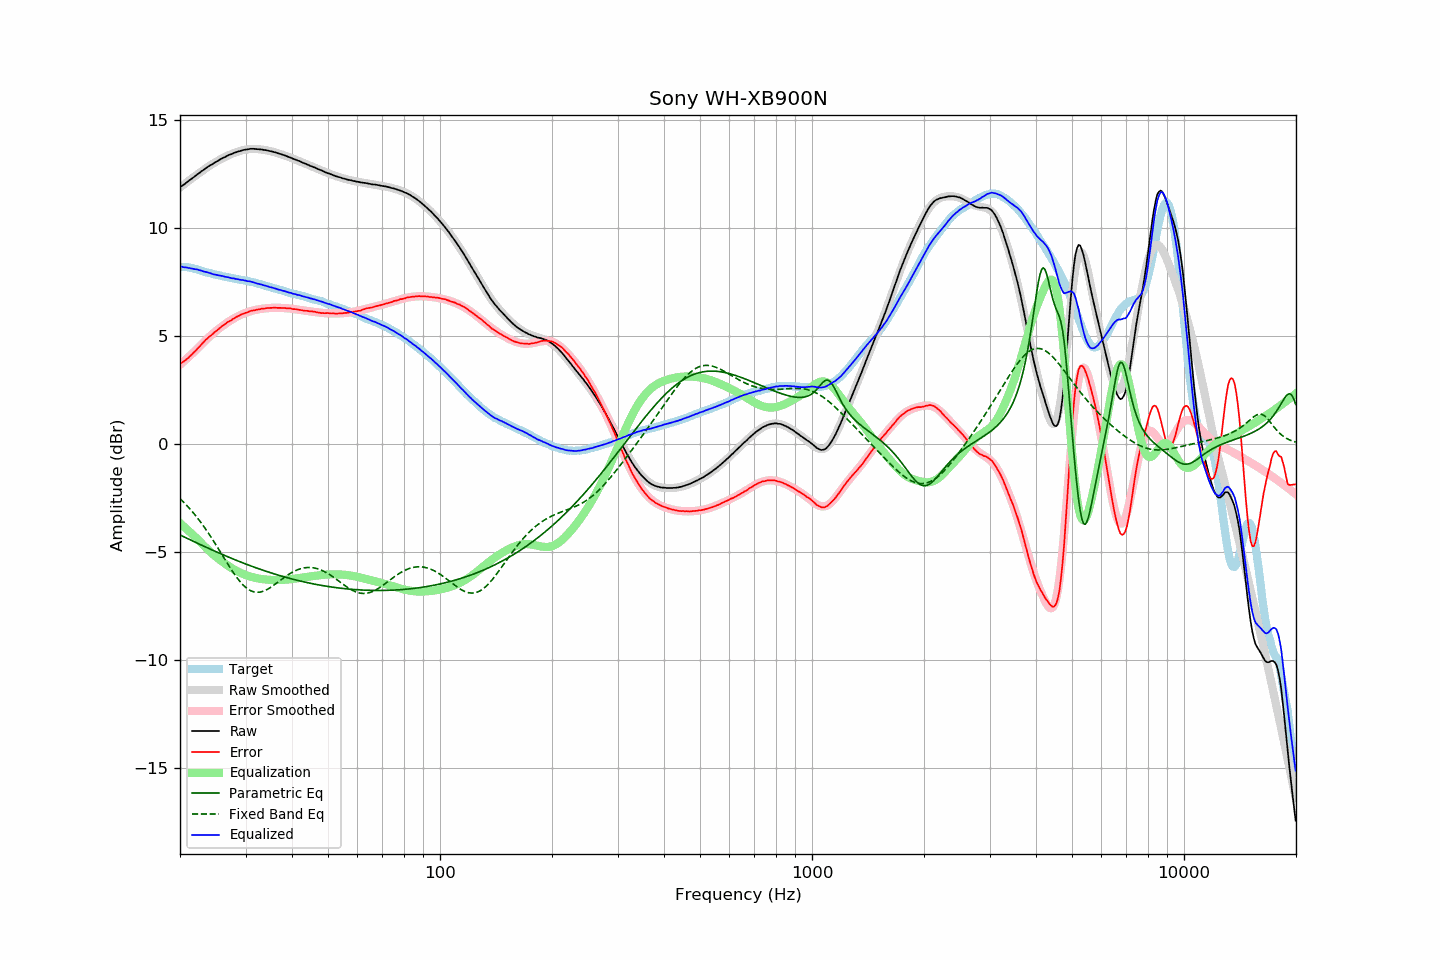 Sony WH-XB900N
15
10
5
0
−5
−10
−15
Amplitude (dBr)
Target
Raw Smoothed
Error Smoothed
Raw
Error
Equalization
Parametric Eq
Fixed Band Eq
Equalized
100
1000
10000
Frequency (Hz)